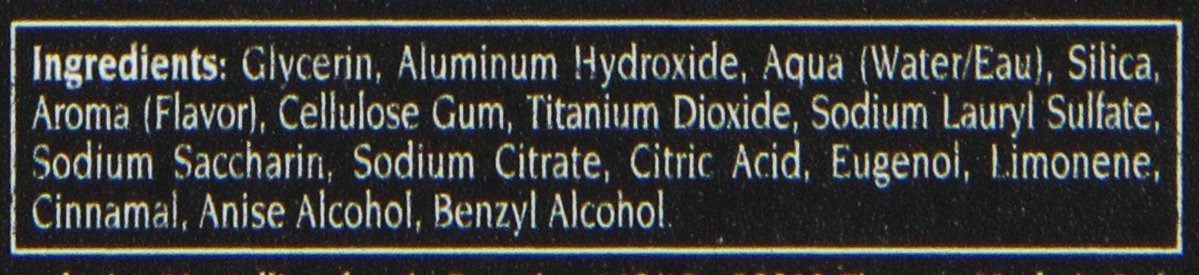 Ingredients: Glycerin, Aluminum Hydroxide, Aqua (Water/Eau), Silica,
Aroma (Flavor), Cellulose Gum, Titanium Dioxide, Sodium Lauryl Sulfate,
Sodium Saccharin, Sodium Citrate, Citric Acid, Eugenol, Limonene,
Cinnamal, Anise Alcohol, Benzyl Alcohol.